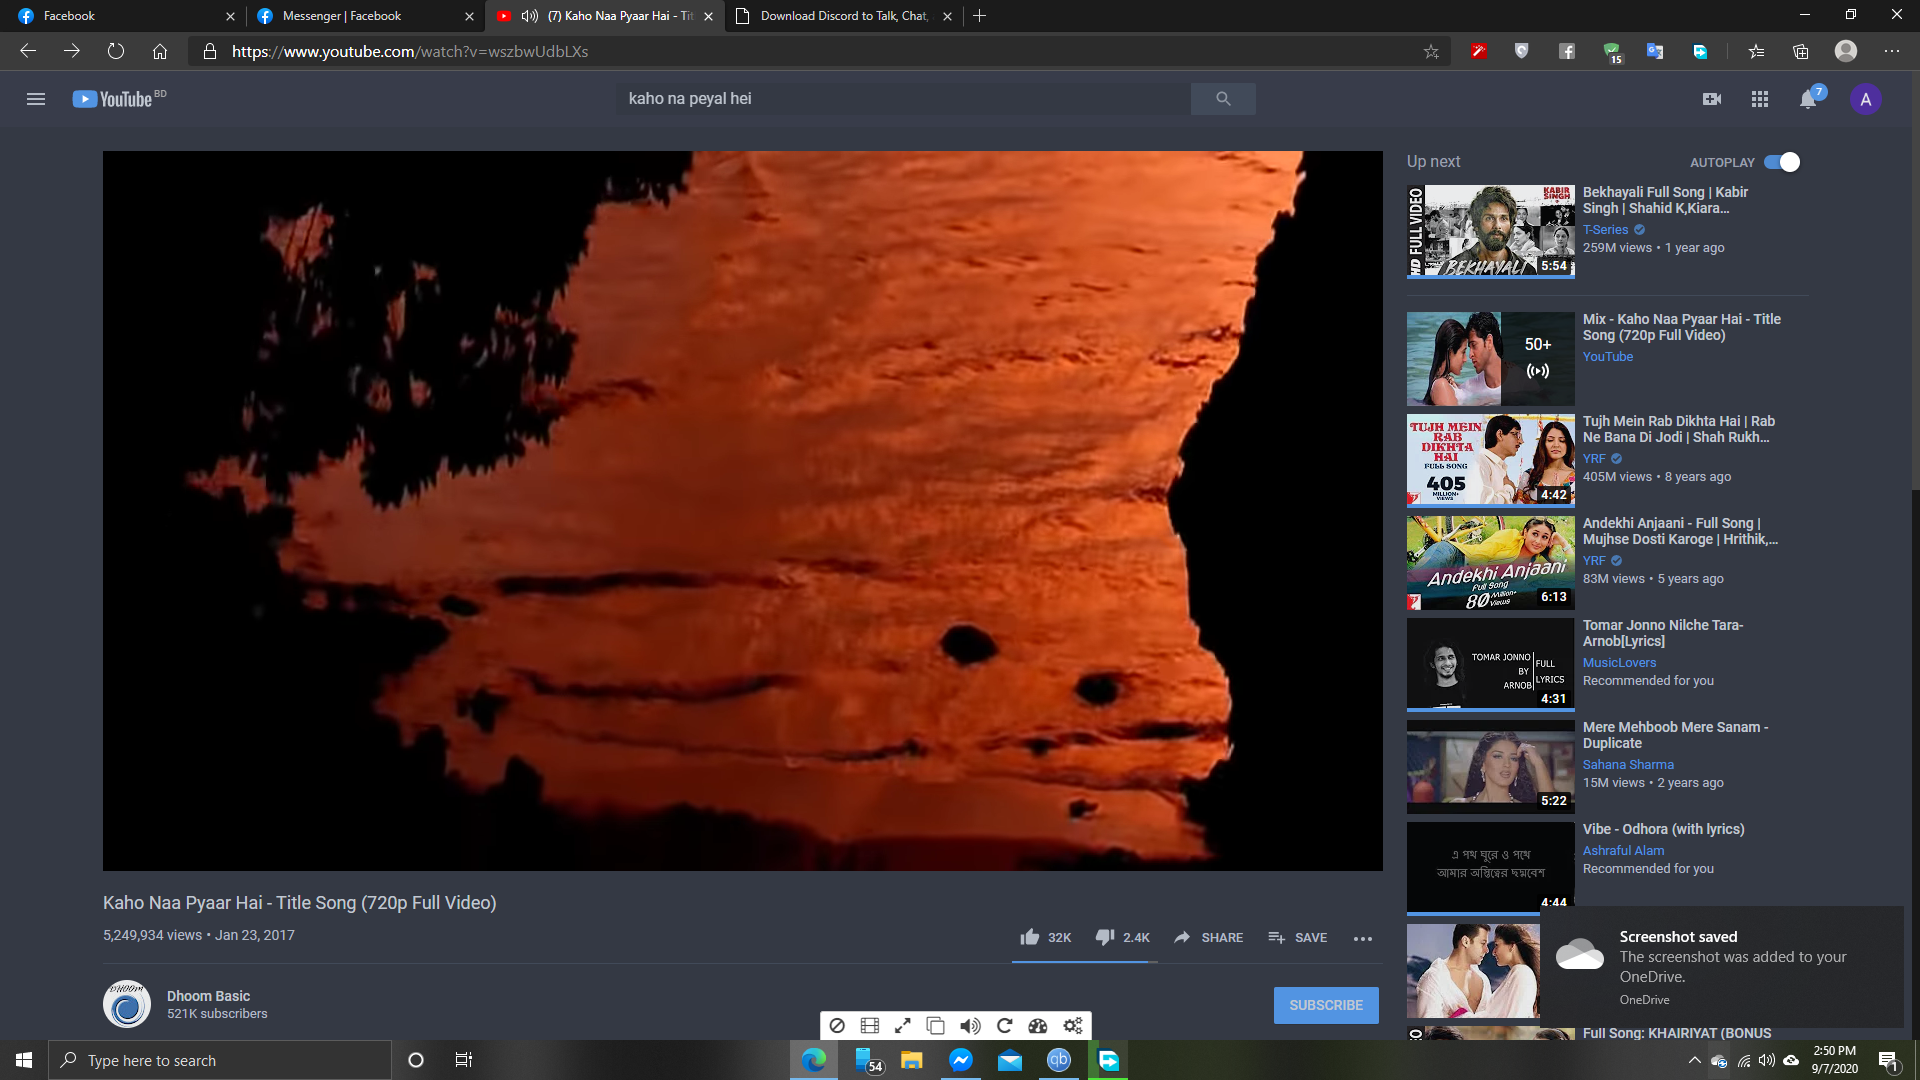 Facebook
Messenger | Facebook
(7) Kaho Naa Pyaar Hai - Tit
Download Discord to Talk, Chat,
15
https://www.youtube.com/watch?v=wszbwUdbLXs
YouTube BD
kaho na peyal hei
7
A
Up next
AUTOPLAY
HD FULL VIDEO
KABIR SINGH
BEKHAYALI
5:54
Bekhayali Full Song | Kabir
Singh | Shahid K,Kiara...
T-Series
259M views • 1 year ago
50+
Mix - Kaho Naa Pyaar Hai - Title
Song (720p Full Video)
YouTube
TUJH MEIN
RAB
DIKHTA
HAI
FULL SONG
405
MILLION+
VIEWS
4:42
Tujh Mein Rab Dikhta Hai | Rab
Ne Bana Di Jodi | Shah Rukh...
YRF
405M views • 8 years ago
Andekhi Anjaani
Full Song
80 Million+
Views
6:13
Andekhi Anjaani - Full Song |
Mujhse Dosti Karoge | Hrithik,...
YRF
83M views • 5 years ago
TOMAR JONNO
BY
ARNOB
FULL
LYRICS
4:31
Tomar Jonno Nilche Tara-
Arnob[Lyrics]
MusicLovers
Recommended for you
5:22
Mere Mehboob Mere Sanam -
Duplicate
Sahana Sharma
15M views • 2 years ago
এ পথ ঘুরে ও পথে
আমার অস্তিত্বের ছদ্মবেশ
4:44
Vibe - Odhora (with lyrics)
Ashraful Alam
Recommended for you
Kaho Naa Pyaar Hai - Title Song (720p Full Video)
5,249,934 views • Jan 23, 2017
32K
2.4K
SHARE
SAVE
DHOOM
Dhoom Basic
521K subscribers
SUBSCRIBE
Screenshot saved
The screenshot was added to your
OneDrive.
OneDrive
Full Song: KHAIRIYAT (BONUS
Type here to search
54
qb
2:50 PM
9/7/2020
1